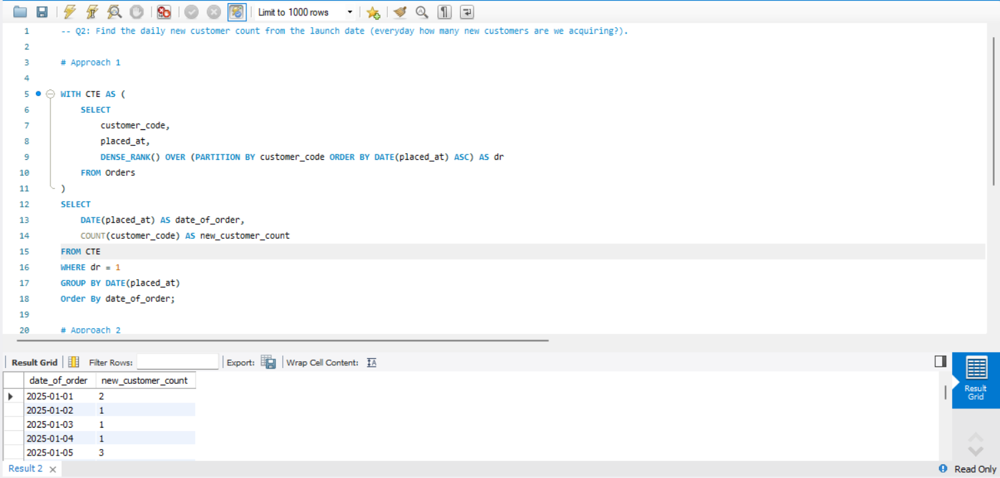 Limit to 1000 rows
1 -- Q2: Find the daily new customer count from the launch date (everyday how many new customers are we acquiring?).
2
3 # Approach 1
4
5 WITH CTE AS (
6 SELECT
7 customer_code,
8 placed_at,
9 DENSE_RANK() OVER (PARTITION BY customer_code ORDER BY DATE(placed_at) ASC) AS dr
10 FROM Orders
11 )
12 SELECT
13 DATE(placed_at) AS date_of_order,
14 COUNT(customer_code) AS new_customer_count
15 FROM CTE
16 WHERE dr = 1
17 GROUP BY DATE(placed_at)
18 Order By date_of_order;
19
20 # Approach 2
Result Grid Filter Rows: Export: Wrap Cell Content: IA
date_of_order new_customer_count
2025-01-01 2
2025-01-02 1
2025-01-03 1
2025-01-04 1
2025-01-05 3
Result
Grid
Result 2 Read Only